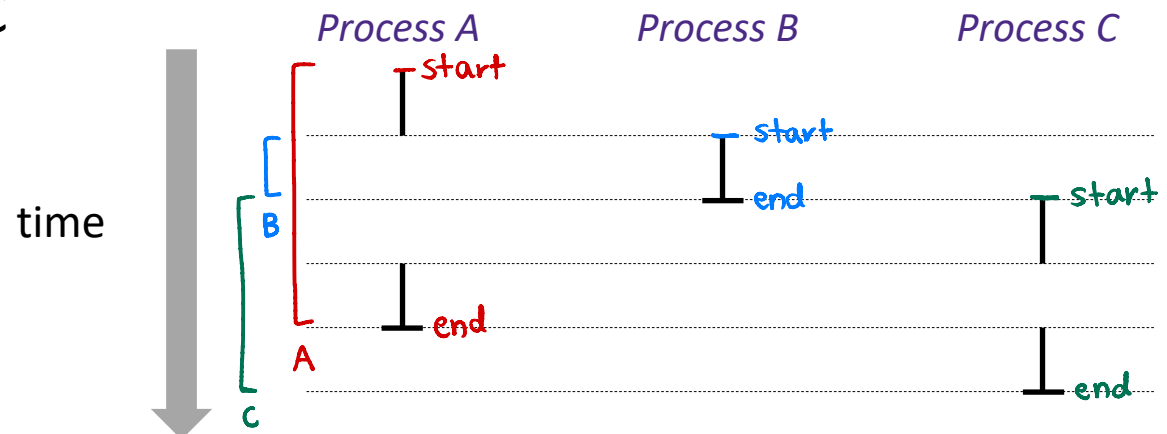 Process A Process B Process C
start
start
end
start
B
time
end
A
end
C